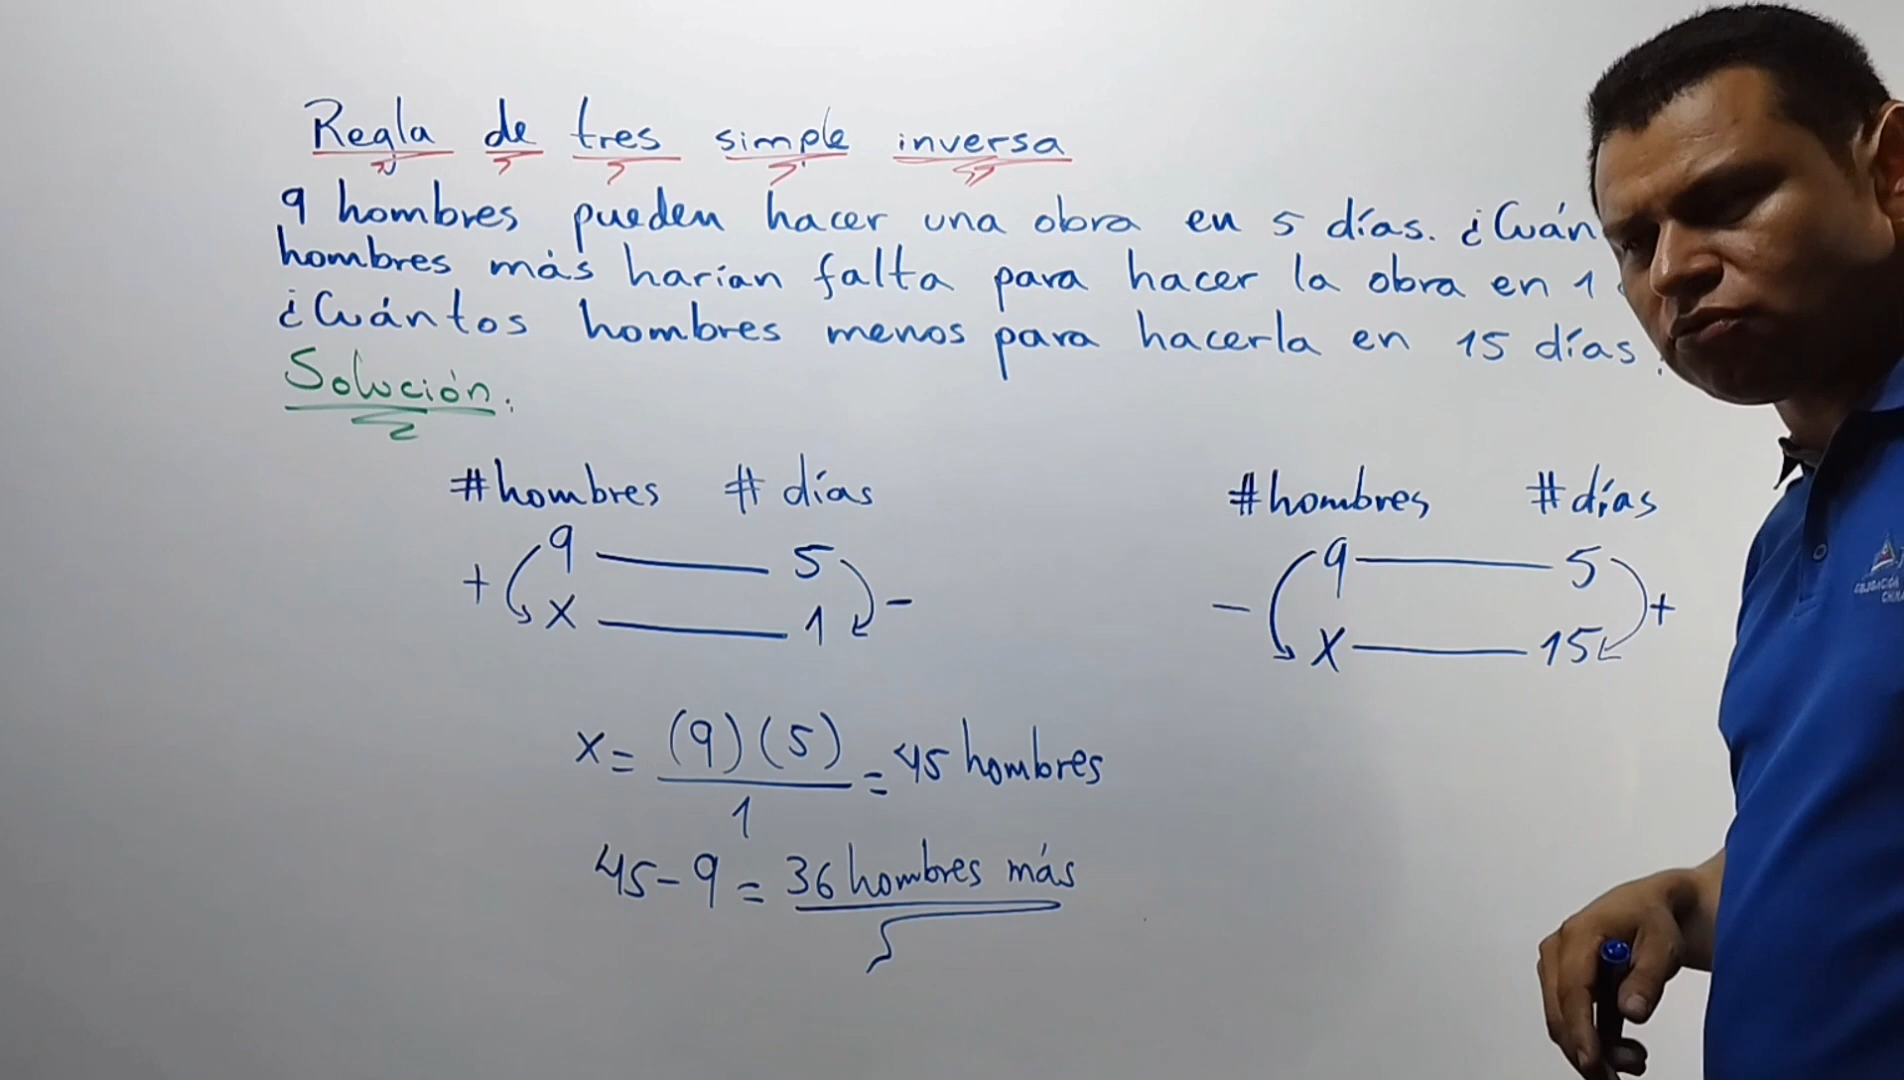 Regla de tres simple inversa
9 hombres pueden hacer una obra en 5 días.
hombres más harían falta para hacer la obra en 1
¿Cuántos hombres menos para hacerla en 15 días
Solución.
#hombres # días
+ 9 5 -
x 1
x = (9)(5) = 45 hombres
1
45 - 9 = 36 hombres más
#hombres # días
- 9 5 +
x 15